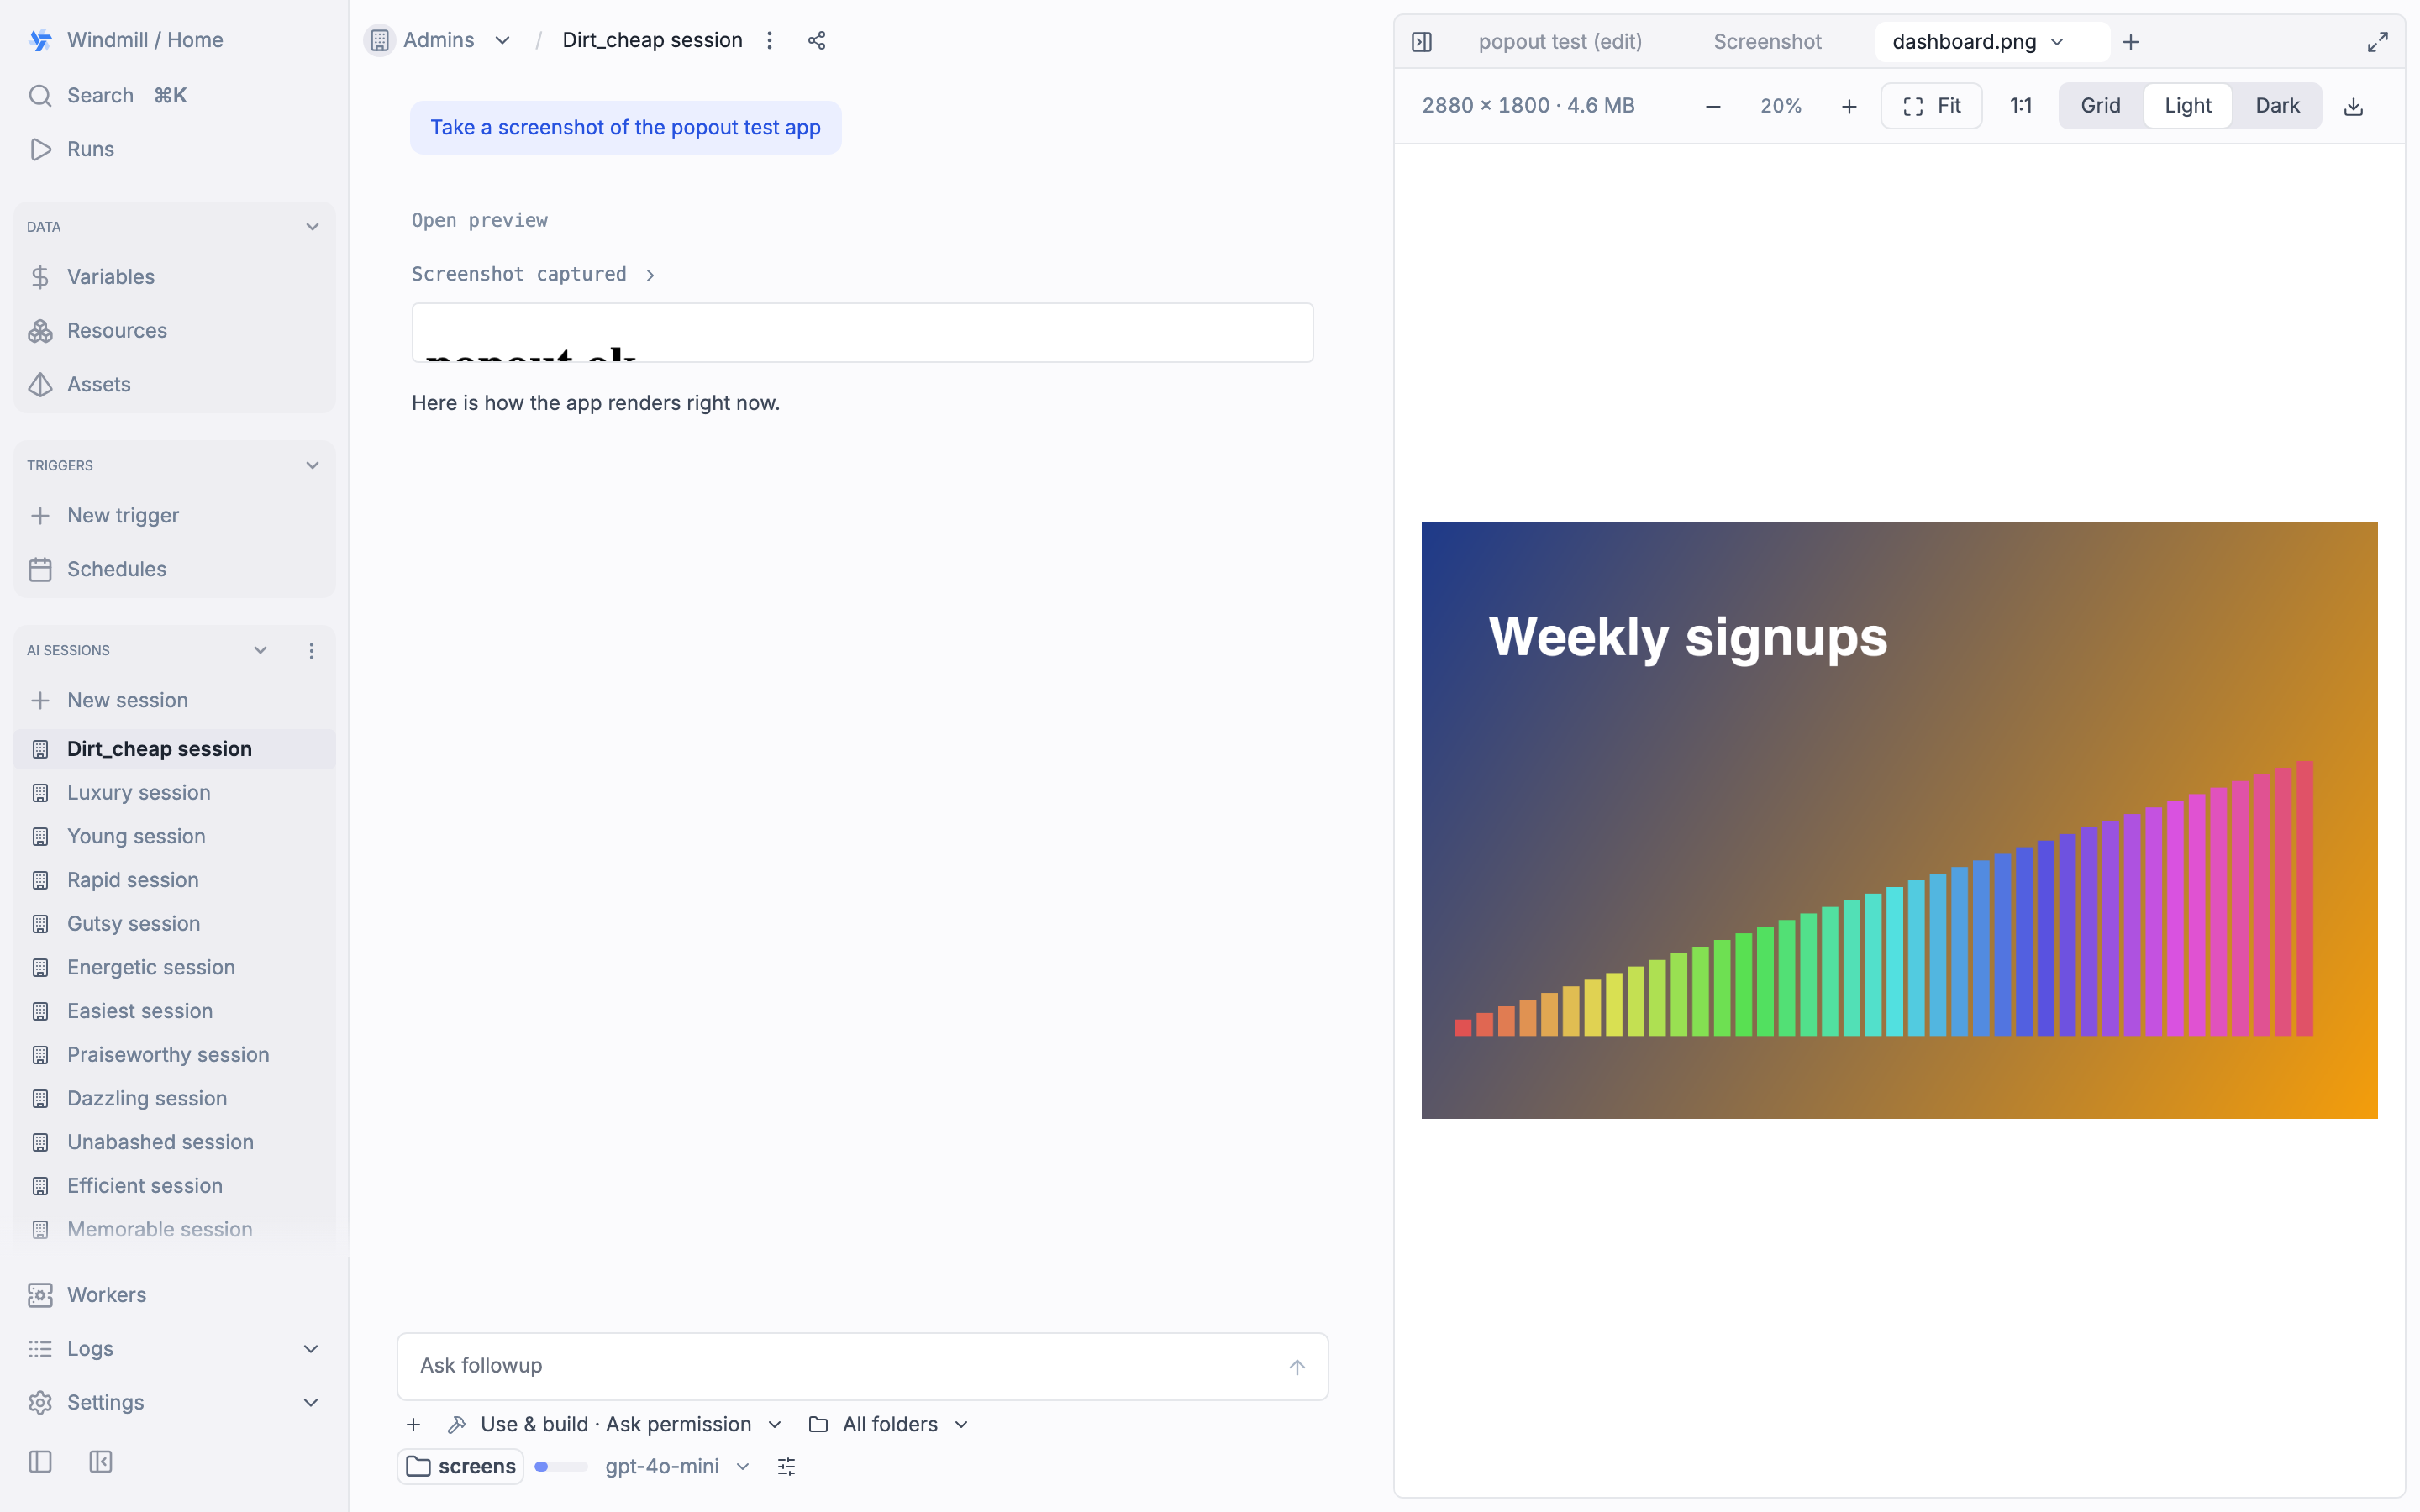 Windmill / Home
Search ⌘K
Runs
DATA
Variables
Resources
Assets
TRIGGERS
New trigger
Schedules
AI SESSIONS
New session
Dirt_cheap session
Luxury session
Young session
Rapid session
Gutsy session
Energetic session
Easiest session
Praiseworthy session
Dazzling session
Unabashed session
Efficient session
Memorable session
Workers
Logs
Settings
Admins / Dirt_cheap session
Take a screenshot of the popout test app
Open preview
Screenshot captured
popout ok
Here is how the app renders right now.
Ask followup
Use & build · Ask permission All folders
screens gpt-4o-mini
popout test (edit) Screenshot dashboard.png
2880 × 1800 · 4.6 MB 20% Fit 1:1 Grid Light Dark
Weekly signups